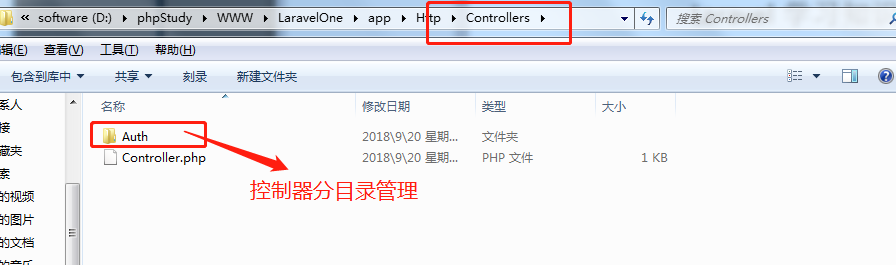 « software (D:) ▸ phpStudy ▸ WWW ▸ LaravelOne ▸ app ▸ Http ▸ Controllers ▸
搜索 Controllers
编辑(E) 查看(V) 工具(T) 帮助(H)
包含到库中 共享 刻录 新建文件夹
名称 修改日期 类型 大小
Auth 2018\9\20 星期... 文件夹
Controller.php 2018\9\20 星期... PHP 文件 1 KB
控制器分目录管理
系人
接
藏夹
索
的视频
的图片
的文档
的音乐